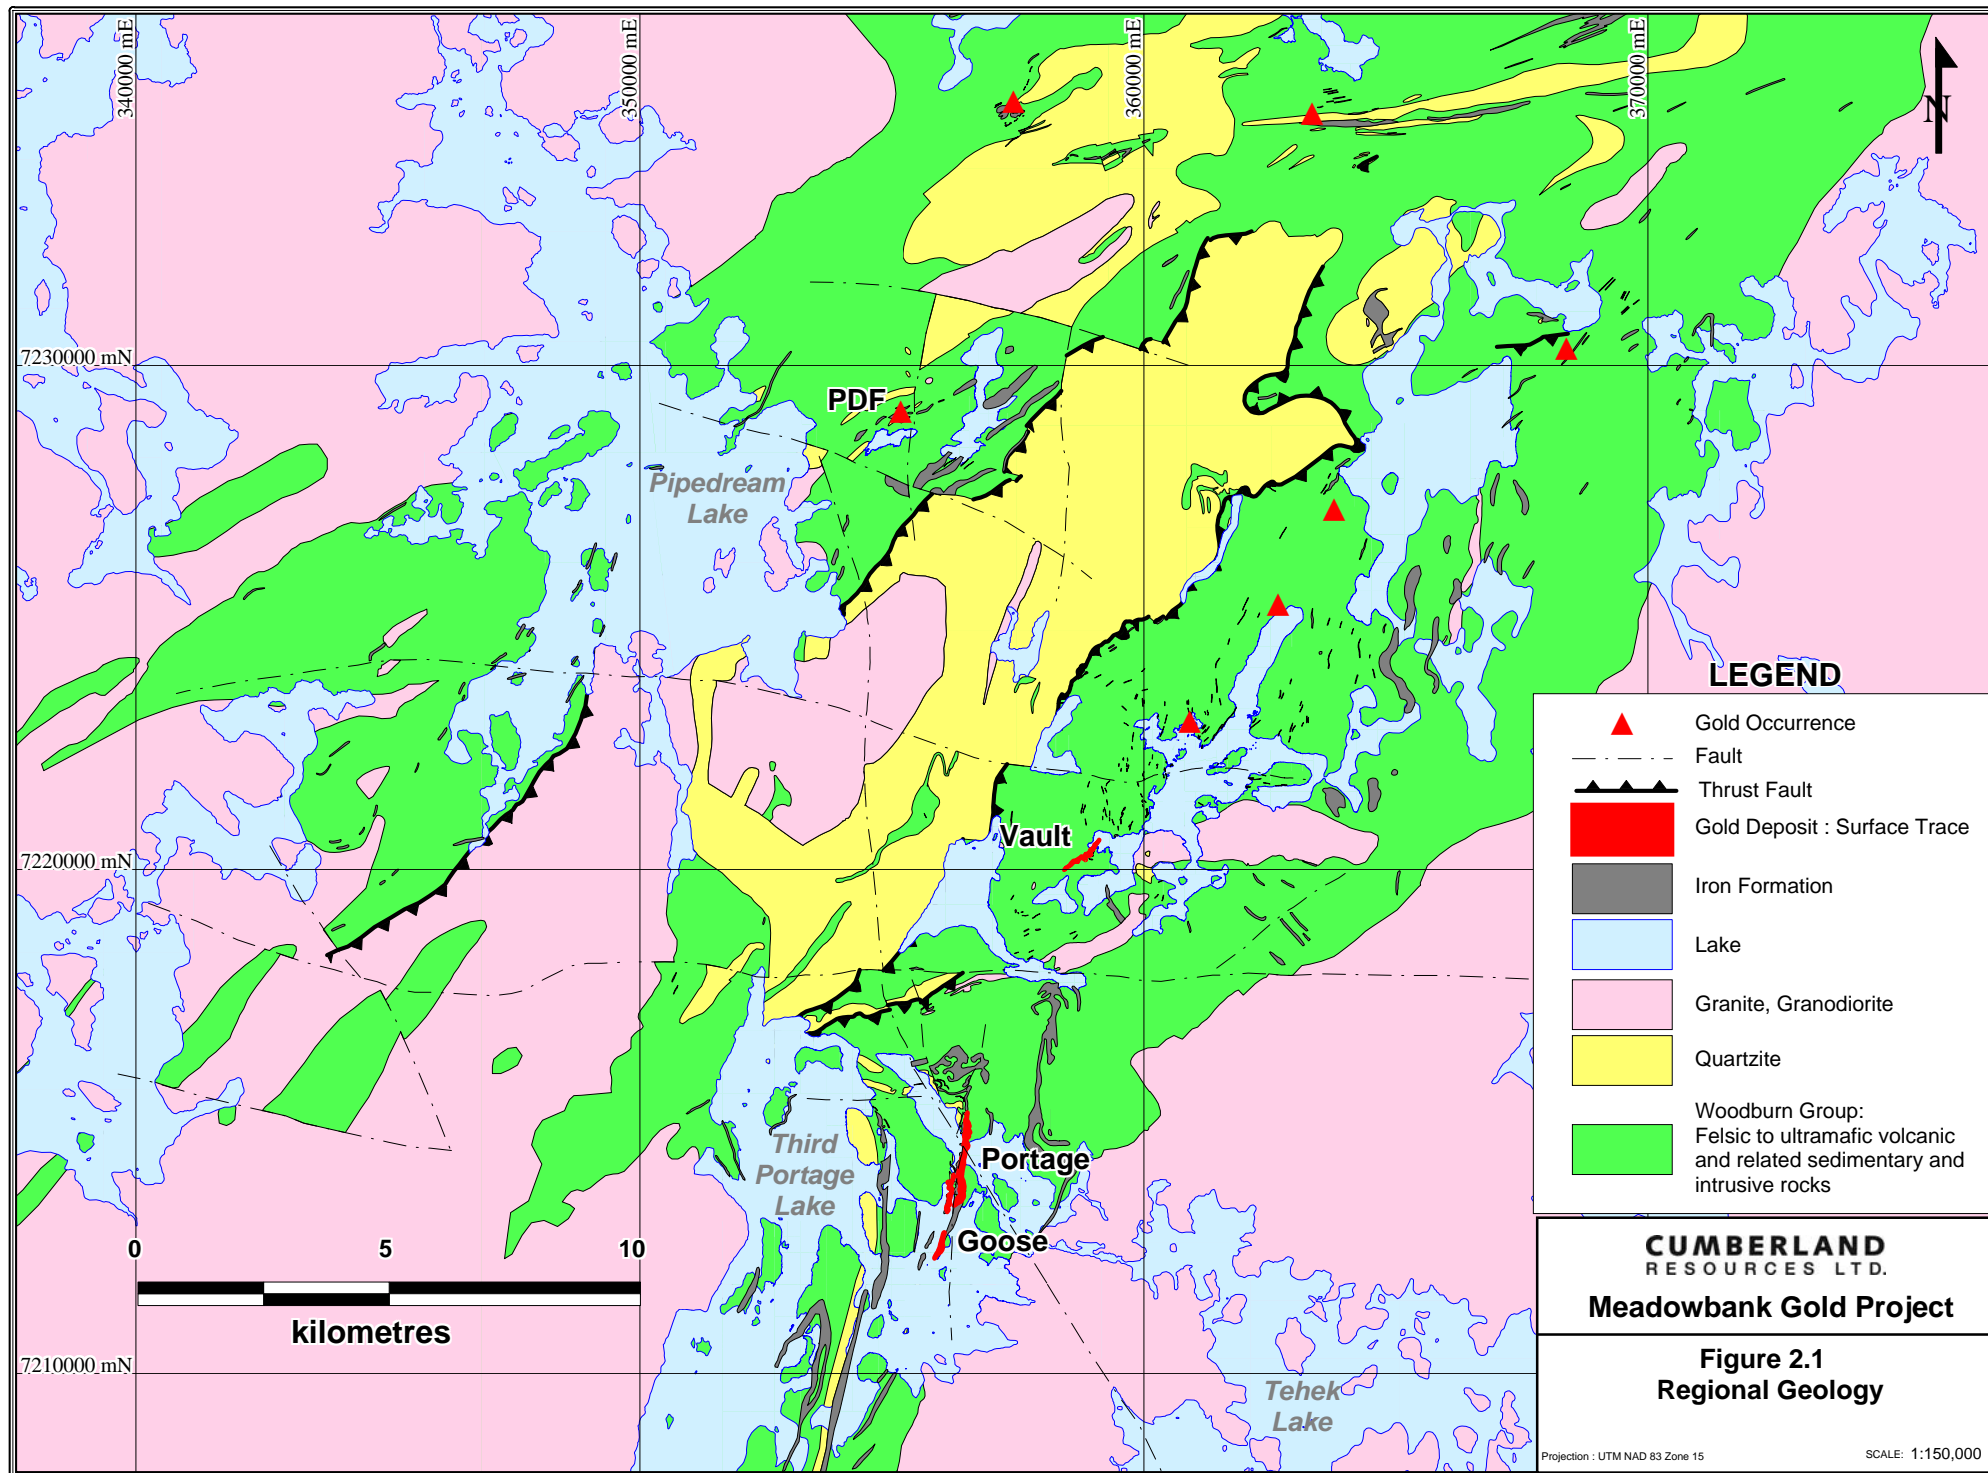 340000 mE
350000 mE
360000 mE
370000 mE
N
7230000 mN
PDF
Pipedream
Lake
LEGEND
Gold Occurrence
Fault
Thrust Fault
Gold Deposit : Surface Trace
Iron Formation
Lake
Granite, Granodiorite
Quartzite
Woodburn Group:
Felsic to ultramafic volcanic
and related sedimentary and
intrusive rocks
Vault
7220000 mN
Third
Portage
Lake
Portage
Goose
0 5 10
kilometres
7210000 mN
Tehek
Lake
CUMBERLAND
RESOURCES LTD.
Meadowbank Gold Project
Figure 2.1
Regional Geology
Projection : UTM NAD 83 Zone 15
SCALE: 1:150,000